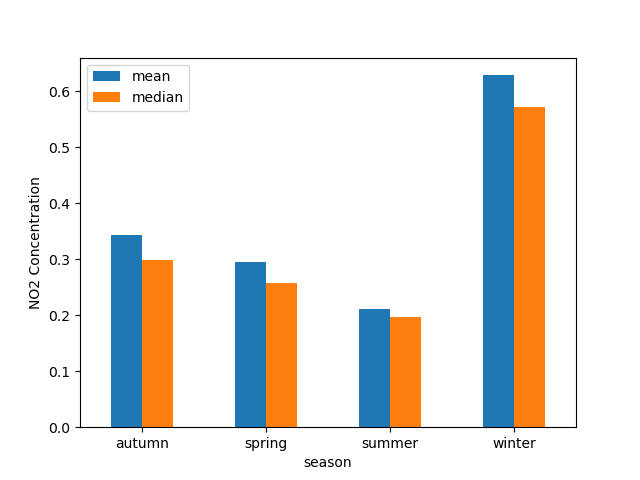 mean
median
NO2 Concentration
0.6
0.5
0.4
0.3
0.2
0.1
0.0
autumn spring summer winter
season